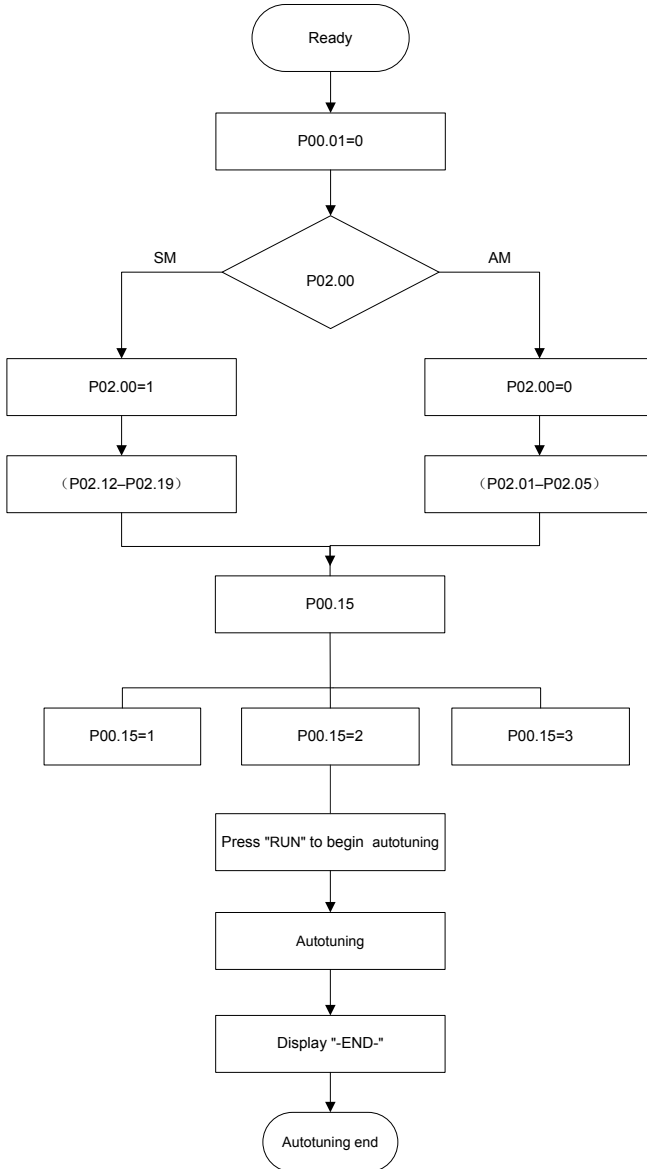 Ready
P00.01=0
SM
AM
P02.00
P02.00=1
P02.00=0
（P02.12–P02.19）
（P02.01–P02.05）
P00.15
P00.15=1
P00.15=2
P00.15=3
Press "RUN" to begin autotuning
Autotuning
Display "-END-"
Autotuning end